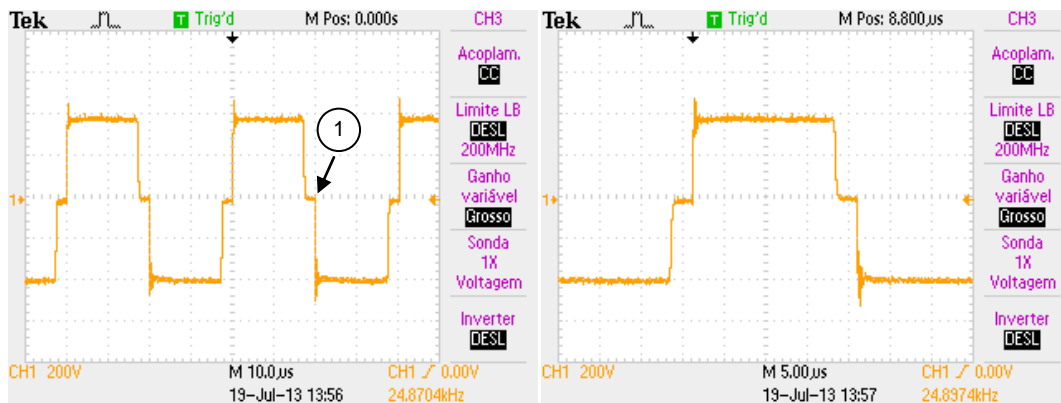 Tek
T Trig'd
M Pos: 0.000s
CH3
Acoplam.
CC
Limite LB
DESL
200MHz
Ganho
variável
Grosso
Sonda
1X
Voltagem
Inverter
DESL
1
1
CH1 200V
M 10.0µs
CH1 0.00V
19-Jul-13 13:56
24.8704kHz
Tek
T Trig'd
M Pos: 8.800µs
CH3
Acoplam.
CC
Limite LB
DESL
200MHz
Ganho
variável
Grosso
Sonda
1X
Voltagem
Inverter
DESL
1
CH1 200V
M 5.00µs
CH1 0.00V
19-Jul-13 13:57
24.8974kHz